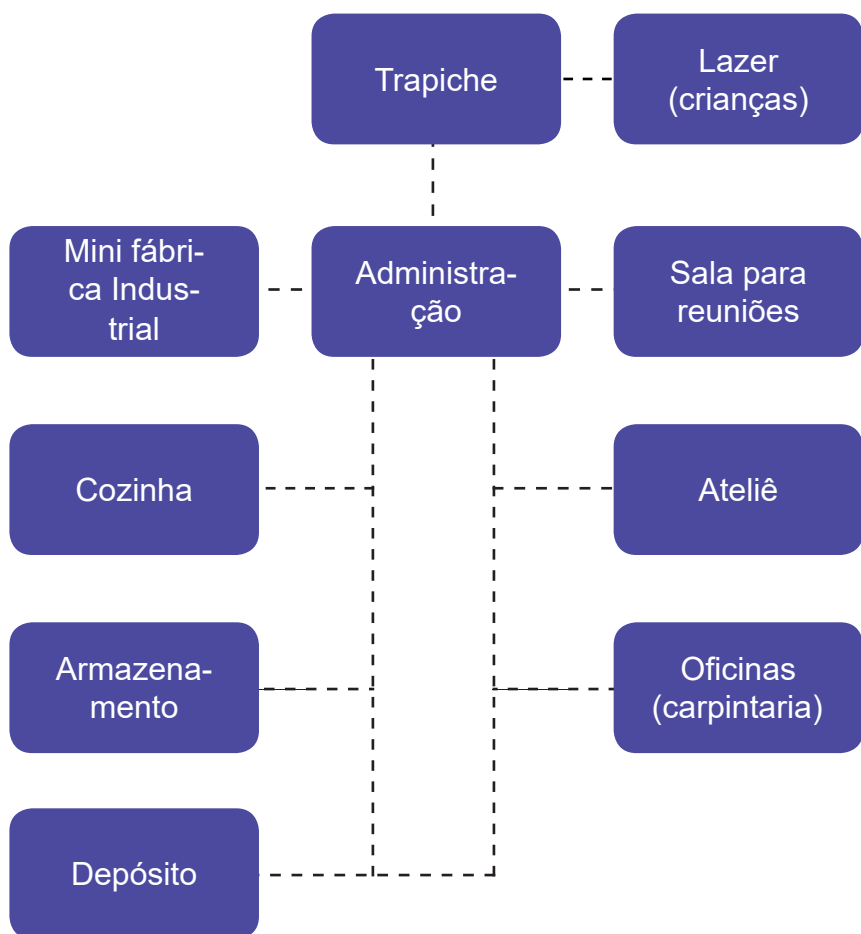 Trapiche
Lazer
(crianças)
Mini fábri-
ca Indus-
trial
Administra-
ção
Sala para
reuniões
Cozinha
Ateliê
Armazena-
mento
Oficinas
(carpintaria)
Depósito